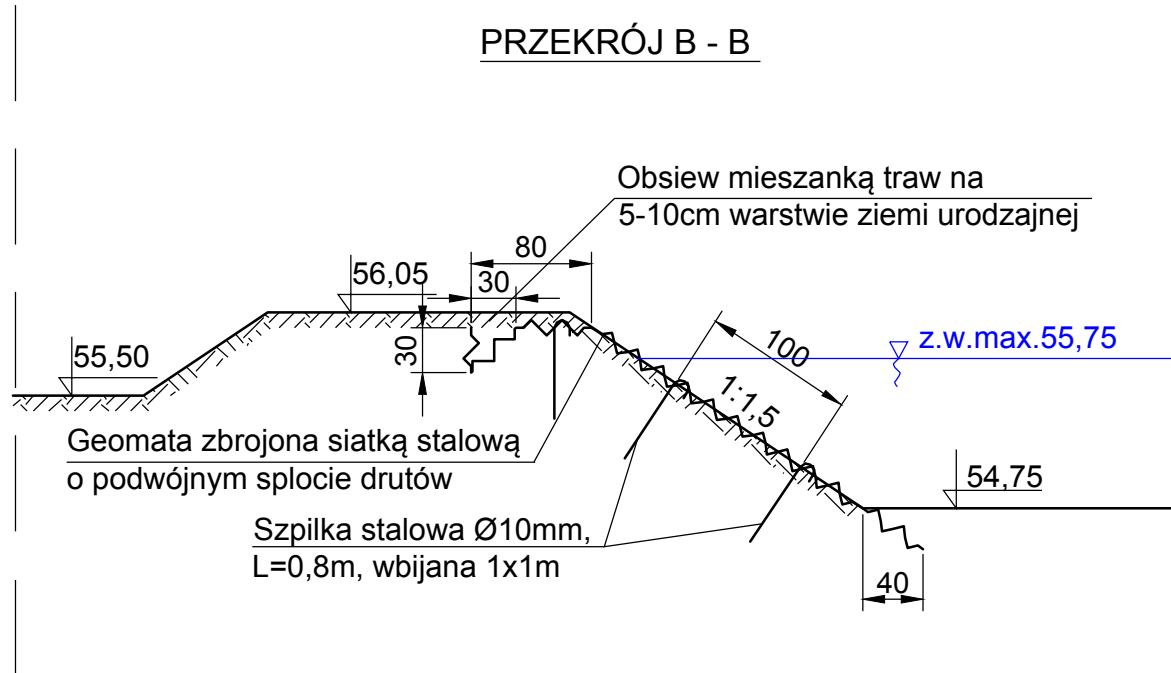 PRZEKRÓJ B - B
Obsiew mieszanką traw na
5-10cm warstwie ziemi urodzajnej
80
56,05
30
z.w.max.55,75
100
30
55,50
1:1,5
Geomata zbrojona siatką stalową
o podwójnym splocie drutów
54,75
Szpilka stalowa Ø10mm,
L=0,8m, wbijana 1x1m
40